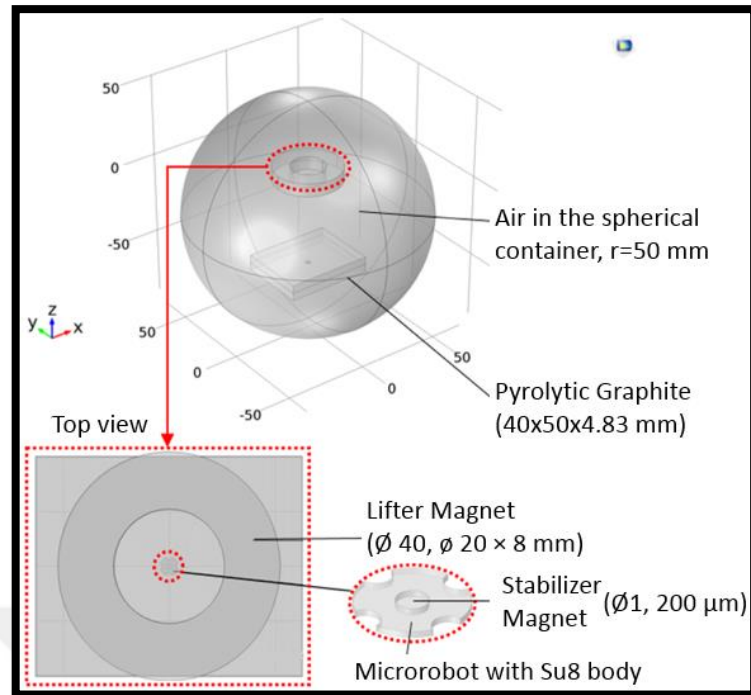 50
0
-50
Air in the spherical
container, r=50 mm
z
y
x
50
0
-50
50
0
Pyrolytic Graphite
(40x50x4.83 mm)
Top view
Lifter Magnet
(Ø 40, ø 20 × 8 mm)
Stabilizer
Magnet (Ø1, 200 µm)
Microrobot with Su8 body